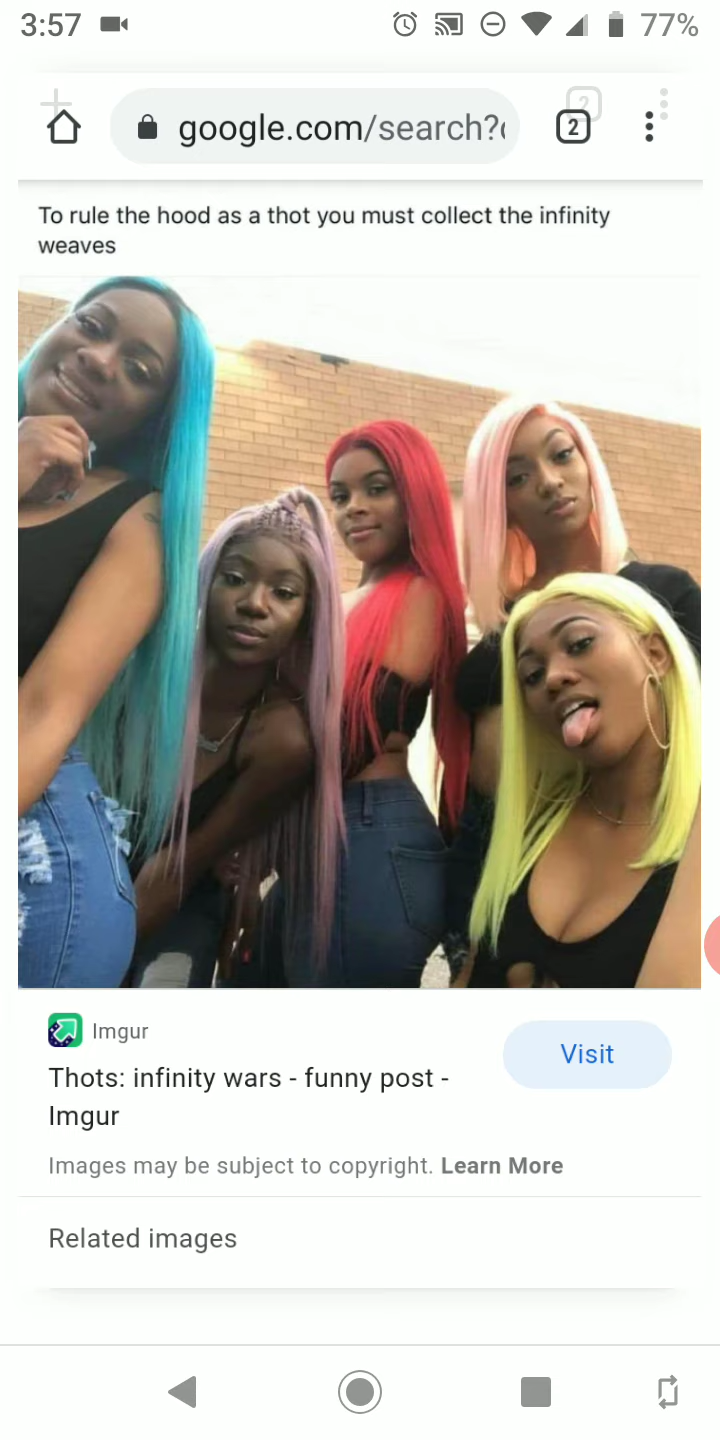 3:57
77%
2
google.com/search?
2
To rule the hood as a thot you must collect the infinity
weaves
Imgur
Visit
Thots: infinity wars - funny post -
Imgur
Images may be subject to copyright. Learn More
Related images